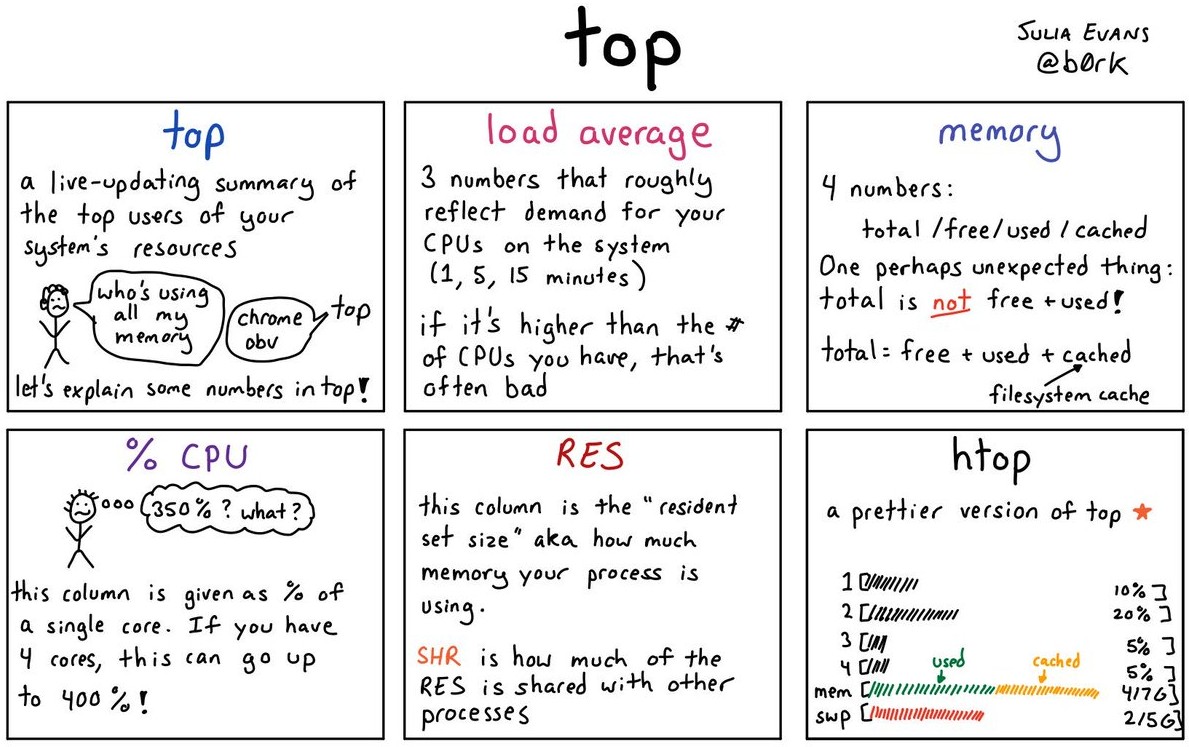 top
JULIA EVANS
@b0rk
top
a live-updating summary of
the top users of your
system's resources
who's using
all my
memory
chrome
obv
top
let's explain some numbers in top!
load average
3 numbers that roughly
reflect demand for your
CPUs on the system
(1, 5, 15 minutes)
if it's higher than the #
of CPUs you have, that's
often bad
memory
4 numbers:
total / free / used / cached
One perhaps unexpected thing:
total is not free + used!
total = free + used + cached
filesystem cache
% CPU
350% ? what?
this column is given as % of
a single core. If you have
4 cores, this can go up
to 400%!
RES
this column is the "resident
set size" aka how much
memory your process is
using.
SHR is how much of the
RES is shared with other
processes
htop
a prettier version of top ★
1 [ 10% ]
2 [ 20% ]
3 [ 5% ]
4 [ 5% ]
used cached
mem [ 4/7G ]
swp [ 2/5G ]